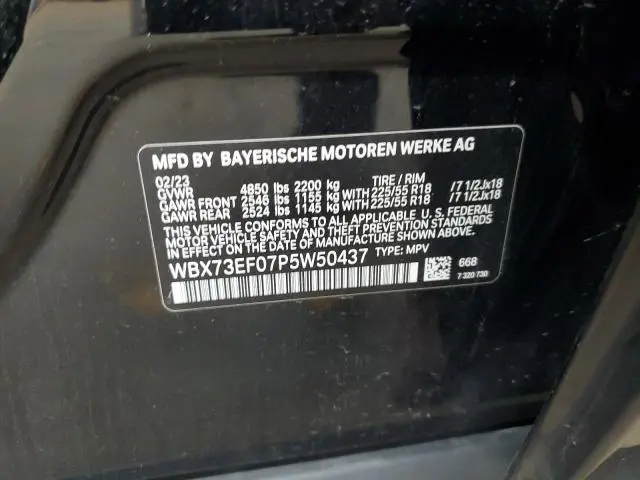 MFD BY BAYERISCHE MOTOREN WERKE AG
02/23 TIRE / RIM
GVWR 4850 lbs 2200 kg
GAWR FRONT 2546 lbs 1155 kg WITH 225/55 R18 /7 1/2Jx18
GAWR REAR 2524 lbs 1145 kg WITH 225/55 R18 /7 1/2Jx18
THIS VEHICLE CONFORMS TO ALL APPLICABLE U. S. FEDERAL
MOTOR VEHICLE SAFETY, BUMPER, AND THEFT PREVENTION
STANDARDS IN EFFECT ON THE DATE OF MANUFACTURE SHOWN ABOVE.
WBX73EF07P5W50437 TYPE: MPV
668
7 320 730